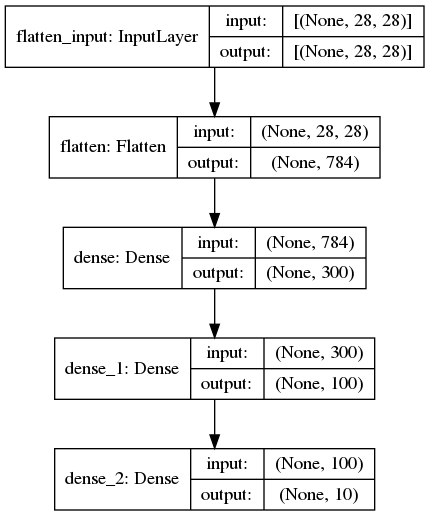 flatten_input: InputLayer
input: [(None, 28, 28)]
output: [(None, 28, 28)]
flatten: Flatten
input: (None, 28, 28)
output: (None, 784)
dense: Dense
input: (None, 784)
output: (None, 300)
dense_1: Dense
input: (None, 300)
output: (None, 100)
dense_2: Dense
input: (None, 100)
output: (None, 10)